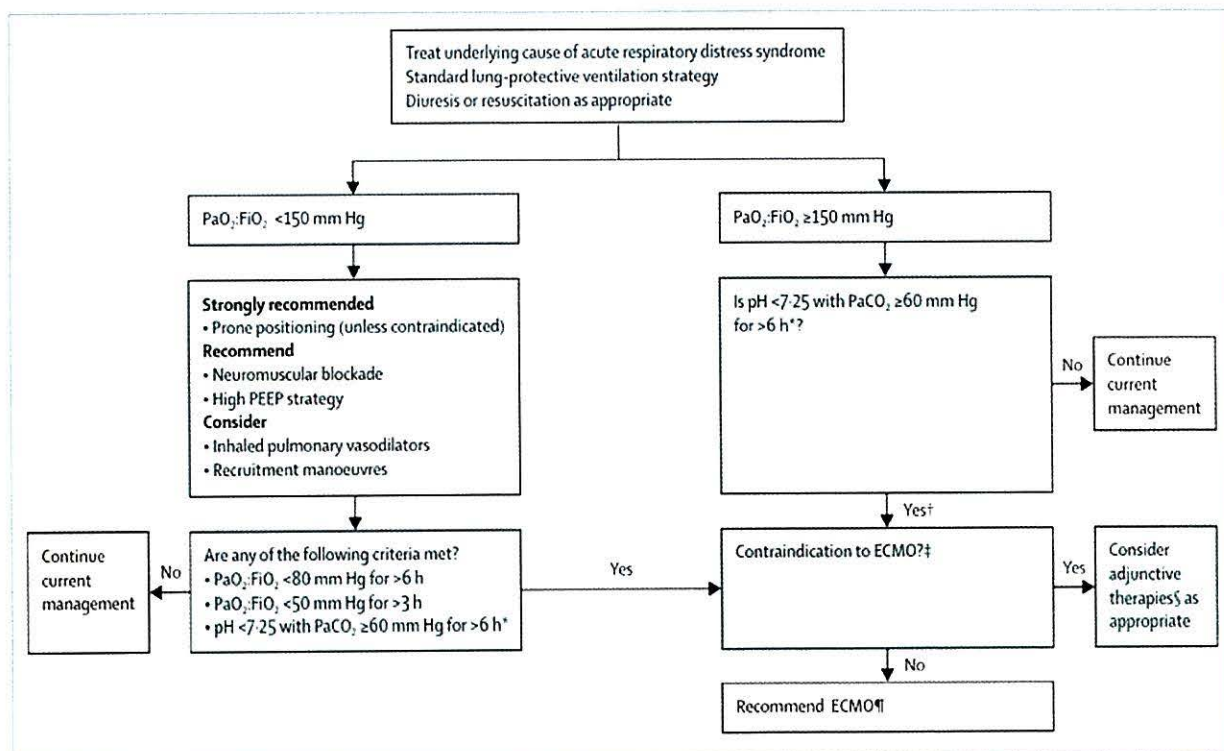 Treat underlying cause of acute respiratory distress syndrome
Standard lung-protective ventilation strategy
Diuresis or resuscitation as appropriate
PaO₂:FiO₂ <150 mm Hg
PaO₂:FiO₂ ≥150 mm Hg
Strongly recommended
• Prone positioning (unless contraindicated)
Recommend
• Neuromuscular blockade
• High PEEP strategy
Consider
• Inhaled pulmonary vasodilators
• Recruitment manoeuvres
Is pH <7·25 with PaCO₂ ≥60 mm Hg
for >6 h*?
No
Continue
current
management
Yes†
Continue
current
management
No
Are any of the following criteria met?
• PaO₂:FiO₂ <80 mm Hg for >6 h
• PaO₂:FiO₂ <50 mm Hg for >3 h
• pH <7·25 with PaCO₂ ≥60 mm Hg for >6 h*
Yes
Contraindication to ECMO?‡
Yes
Consider
adjunctive
therapies§ as
appropriate
No
Recommend ECMO¶